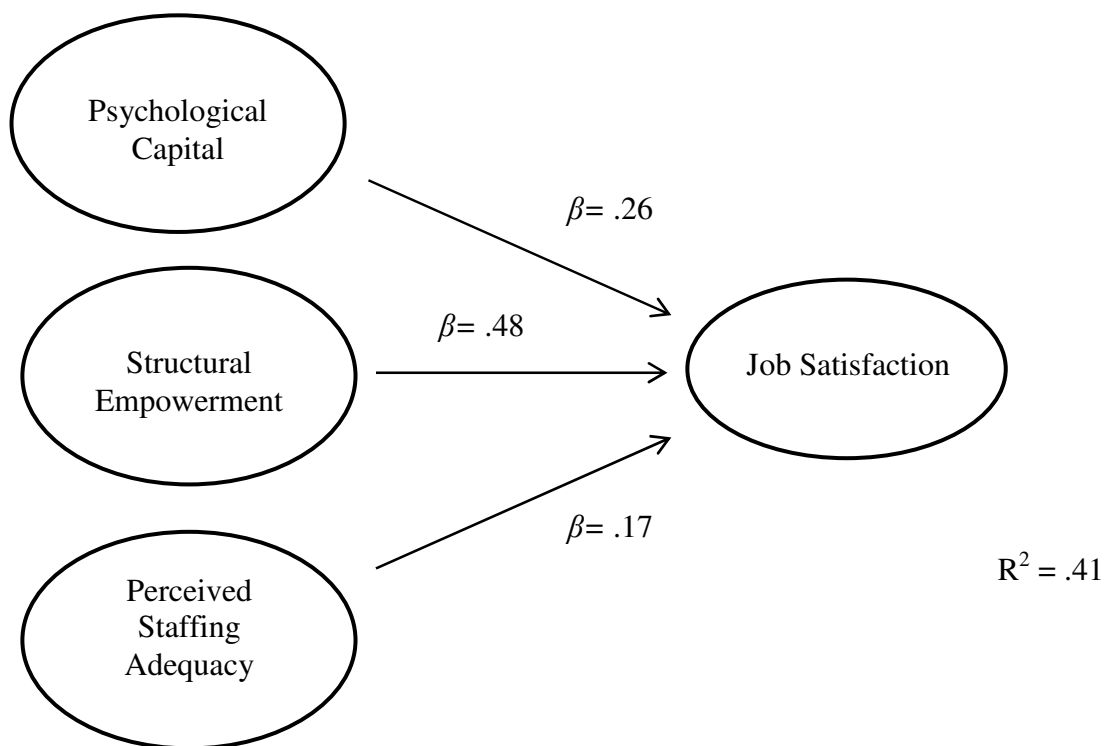 Psychological
Capital
β= .26
Structural
Empowerment
β= .48
Job Satisfaction
Perceived
Staffing
Adequacy
β= .17
R² = .41